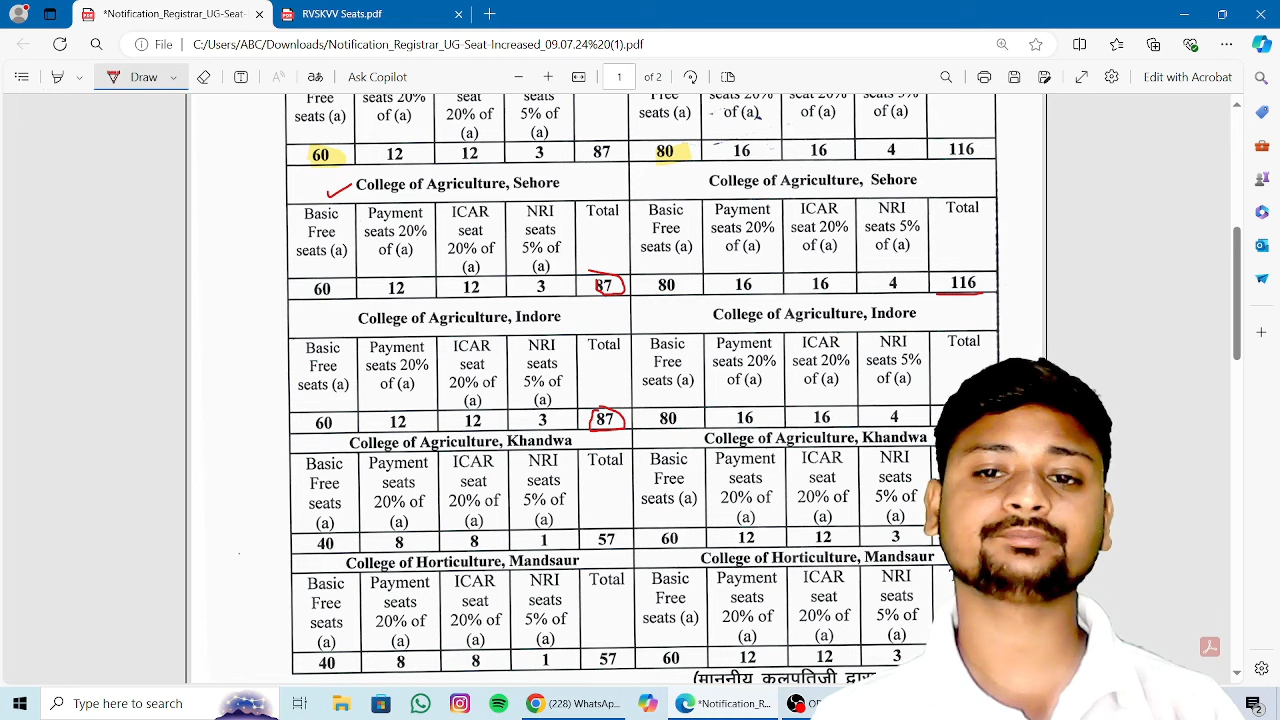 *Notification_Registrar_UG-Seat-
RVSKVV Seats.pdf
File
C:/Users/ABC/Downloads/Notification_Registrar_UG-Seat-Increased_09.07.24%20(1).pdf
Draw
Ask Copilot
1
of 2
Edit with Acrobat
Free seats (a) seats 20% of (a) seat 20% of (a) seats 5% of (a) Free seats (a) seats 20% of (a) seat 20% of (a) seats 5% of (a)
60 12 12 3 87 80 16 16 4 116
College of Agriculture, Sehore College of Agriculture, Sehore
Basic Payment ICAR NRI Total Basic Payment ICAR NRI Total
Free seats 20% seat seats Free seats 20% seat 20% seats 5%
seats (a) of (a) 20% of 5% of seats (a) of (a) of (a) of (a)
(a) (a)
60 12 12 3 87 80 16 16 4 116
College of Agriculture, Indore College of Agriculture, Indore
Basic Payment ICAR NRI Total Basic Payment ICAR NRI Total
Free seats 20% seat seats Free seats 20% seat 20% seats 5%
seats (a) of (a) 20% of 5% of seats (a) of (a) of (a) of (a)
(a) (a)
60 12 12 3 87 80 16 16 4
College of Agriculture, Khandwa College of Agriculture, Khandwa
Basic Payment ICAR NRI Total Basic Payment ICAR NRI
Free seats seat seats Free seats seat seats
seats 20% of 20% of 5% of seats (a) 20% of 20% of 5% of
(a) (a) (a) (a) (a) (a) (a)
40 8 8 1 57 60 12 12 3
College of Horticulture, Mandsaur College of Horticulture, Mandsaur
Basic Payment ICAR NRI Total Basic Payment ICAR NRI
Free seats seat seats Free seats seat seats
seats 20% of 20% of 5% of seats (a) 20% of 20% of 5% of
(a) (a) (a) (a) (a) (a) (a)
40 8 8 1 57 60 12 12 3
(माननीय कुलपतिजी द्वारा
Type here to search
(28) WhatsApp...
*Notification_R...